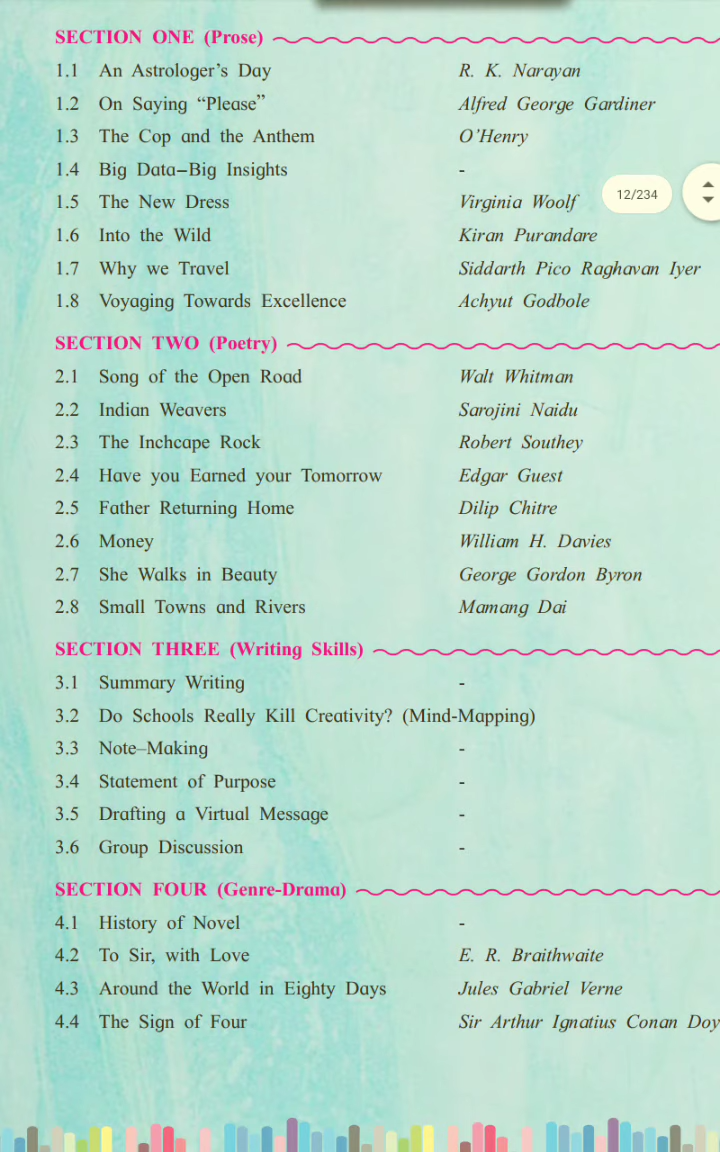 SECTION ONE (Prose)
1.1 An Astrologer's Day R. K. Narayan
1.2 On Saying “Please” Alfred George Gardiner
1.3 The Cop and the Anthem O'Henry
1.4 Big Data–Big Insights -
1.5 The New Dress Virginia Woolf
12/234
1.6 Into the Wild Kiran Purandare
1.7 Why we Travel Siddarth Pico Raghavan Iyer
1.8 Voyaging Towards Excellence Achyut Godbole
SECTION TWO (Poetry)
2.1 Song of the Open Road Walt Whitman
2.2 Indian Weavers Sarojini Naidu
2.3 The Inchcape Rock Robert Southey
2.4 Have you Earned your Tomorrow Edgar Guest
2.5 Father Returning Home Dilip Chitre
2.6 Money William H. Davies
2.7 She Walks in Beauty George Gordon Byron
2.8 Small Towns and Rivers Mamang Dai
SECTION THREE (Writing Skills)
3.1 Summary Writing -
3.2 Do Schools Really Kill Creativity? (Mind-Mapping)
3.3 Note–Making -
3.4 Statement of Purpose -
3.5 Drafting a Virtual Message -
3.6 Group Discussion -
SECTION FOUR (Genre-Drama)
4.1 History of Novel -
4.2 To Sir, with Love E. R. Braithwaite
4.3 Around the World in Eighty Days Jules Gabriel Verne
4.4 The Sign of Four Sir Arthur Ignatius Conan Doy